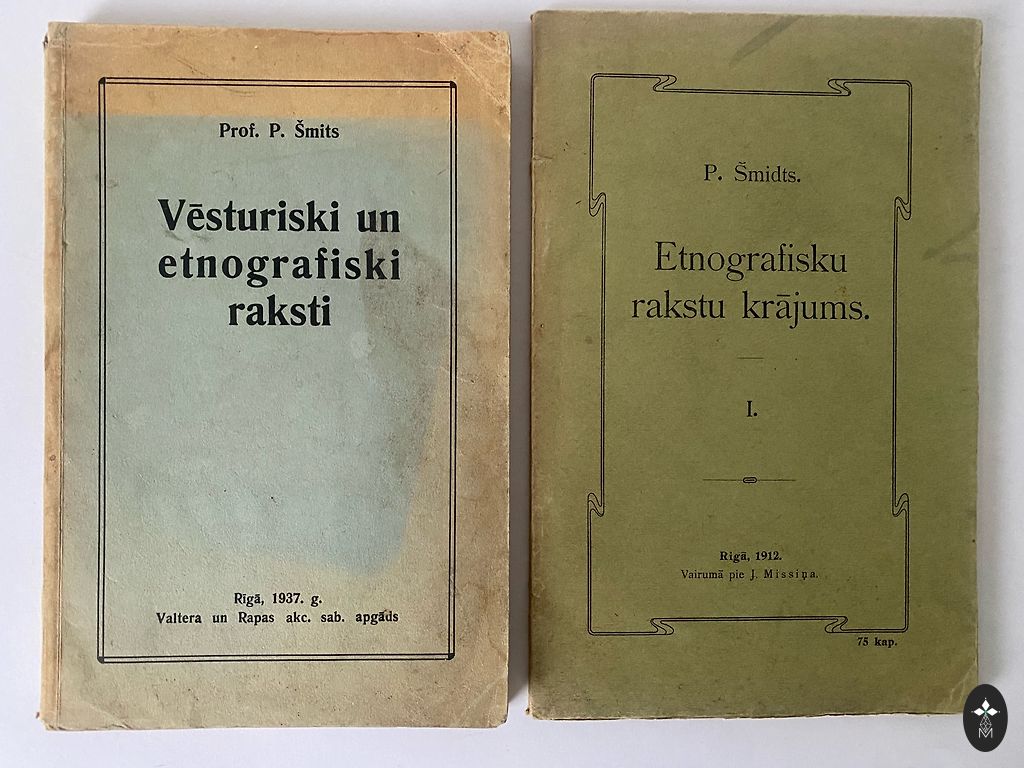 Prof. P. Šmits
Vēsturiski un
etnografiski
raksti
Rīgā, 1937. g.
Valtera un Rapas akc. sab. apgāds
P. Šmidts.
Etnografisku
rakstu krājums.
I.
Rigā, 1912.
Vairumā pie J. Missiņa.
75 kap.